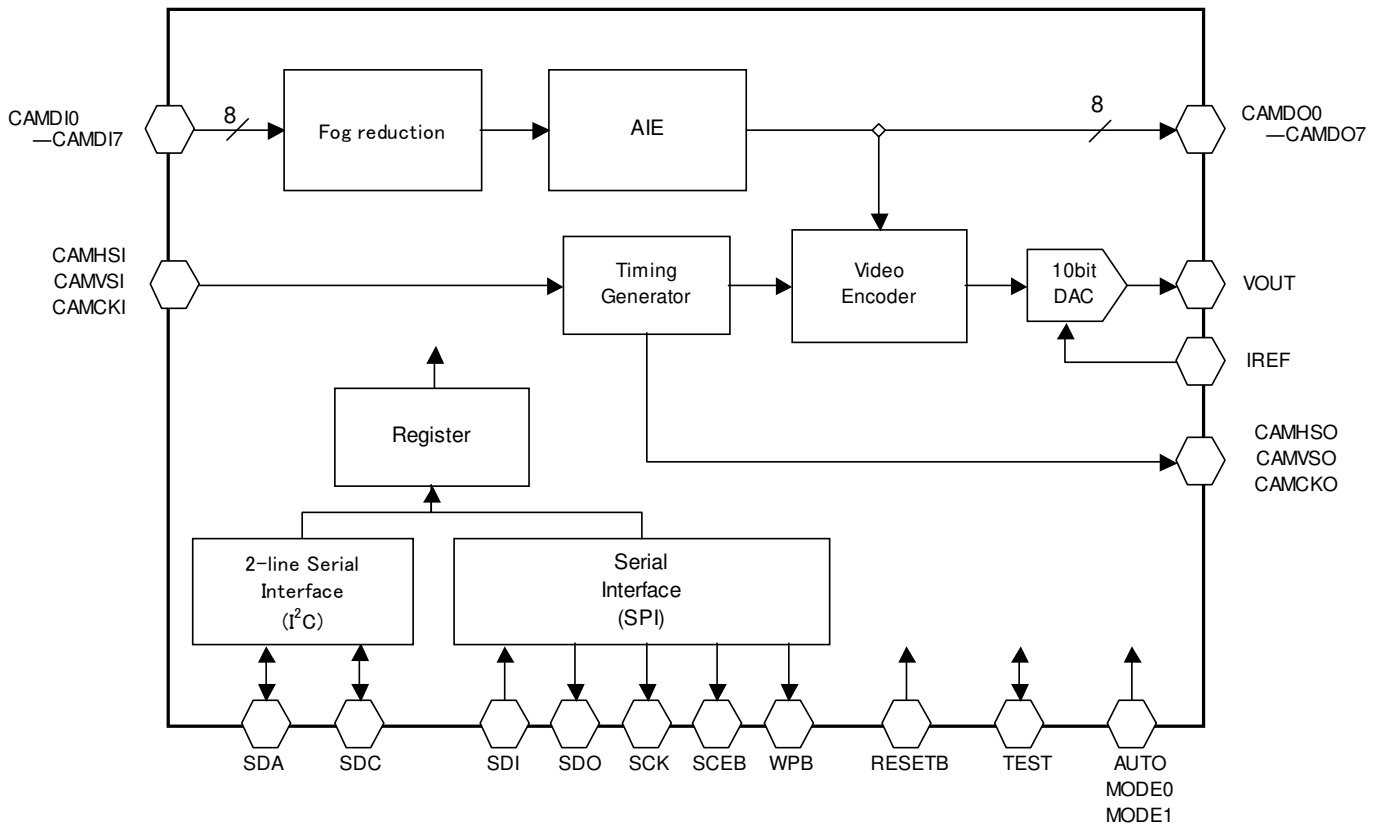 CAMDI0
—CAMDI7
8
Fog reduction
AIE
8
CAMDO0
—CAMDO7
CAMHSI
CAMVSI
CAMCKI
Timing
Generator
Video
Encoder
10bit
DAC
VOUT
IREF
Register
CAMHSO
CAMVSO
CAMCKO
2-line Serial
Interface
(I²C)
Serial
Interface
(SPI)
SDA
SDC
SDI
SDO
SCK
SCEB
WPB
RESETB
TEST
AUTO
MODE0
MODE1